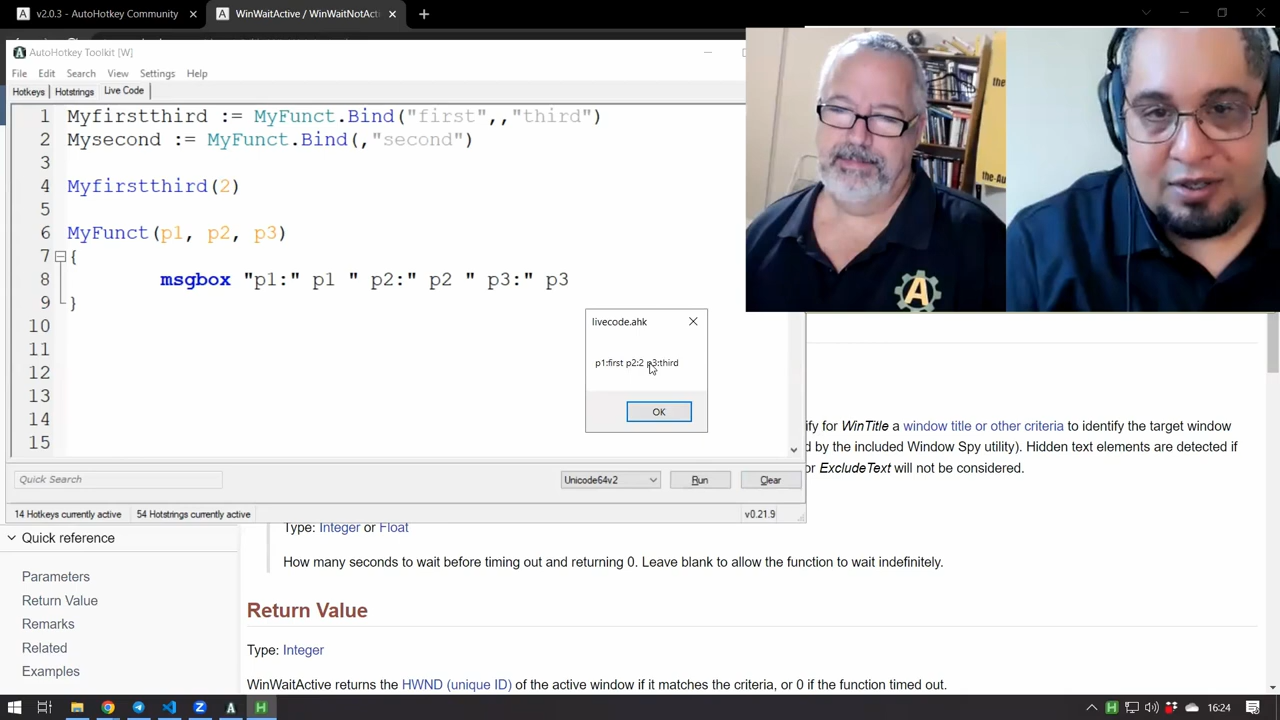 v2.0.3 - AutoHotkey Community
WinWaitActive / WinWaitNotAct
AutoHotkey Toolkit [W]
File Edit Search View Settings Help
Hotkeys Hotstrings Live Code
1 Myfirstthird := MyFunct.Bind("first",,"third")
2 Mysecond := MyFunct.Bind(,"second")
3
4 Myfirstthird(2)
5
6 MyFunct(p1, p2, p3)
7 {
8 msgbox "p1:" p1 " p2:" p2 " p3:" p3
9 }
10
11
12
13
14
15
livecode.ahk
p1:first p2:2 p3:third
OK
Quick Search
Unicode64v2
Run
Clear
14 Hotkeys currently active 54 Hotstrings currently active
v0.21.9
the-Au
ify for WinTitle a window title or other criteria to identify the target window
d by the included Window Spy utility). Hidden text elements are detected if
or ExcludeText will not be considered.
Type: Integer or Float
How many seconds to wait before timing out and returning 0. Leave blank to allow the function to wait indefinitely.
Return Value
Type: Integer
WinWaitActive returns the HWND (unique ID) of the active window if it matches the criteria, or 0 if the function timed out.
Quick reference
Parameters
Return Value
Remarks
Related
Examples
16:24